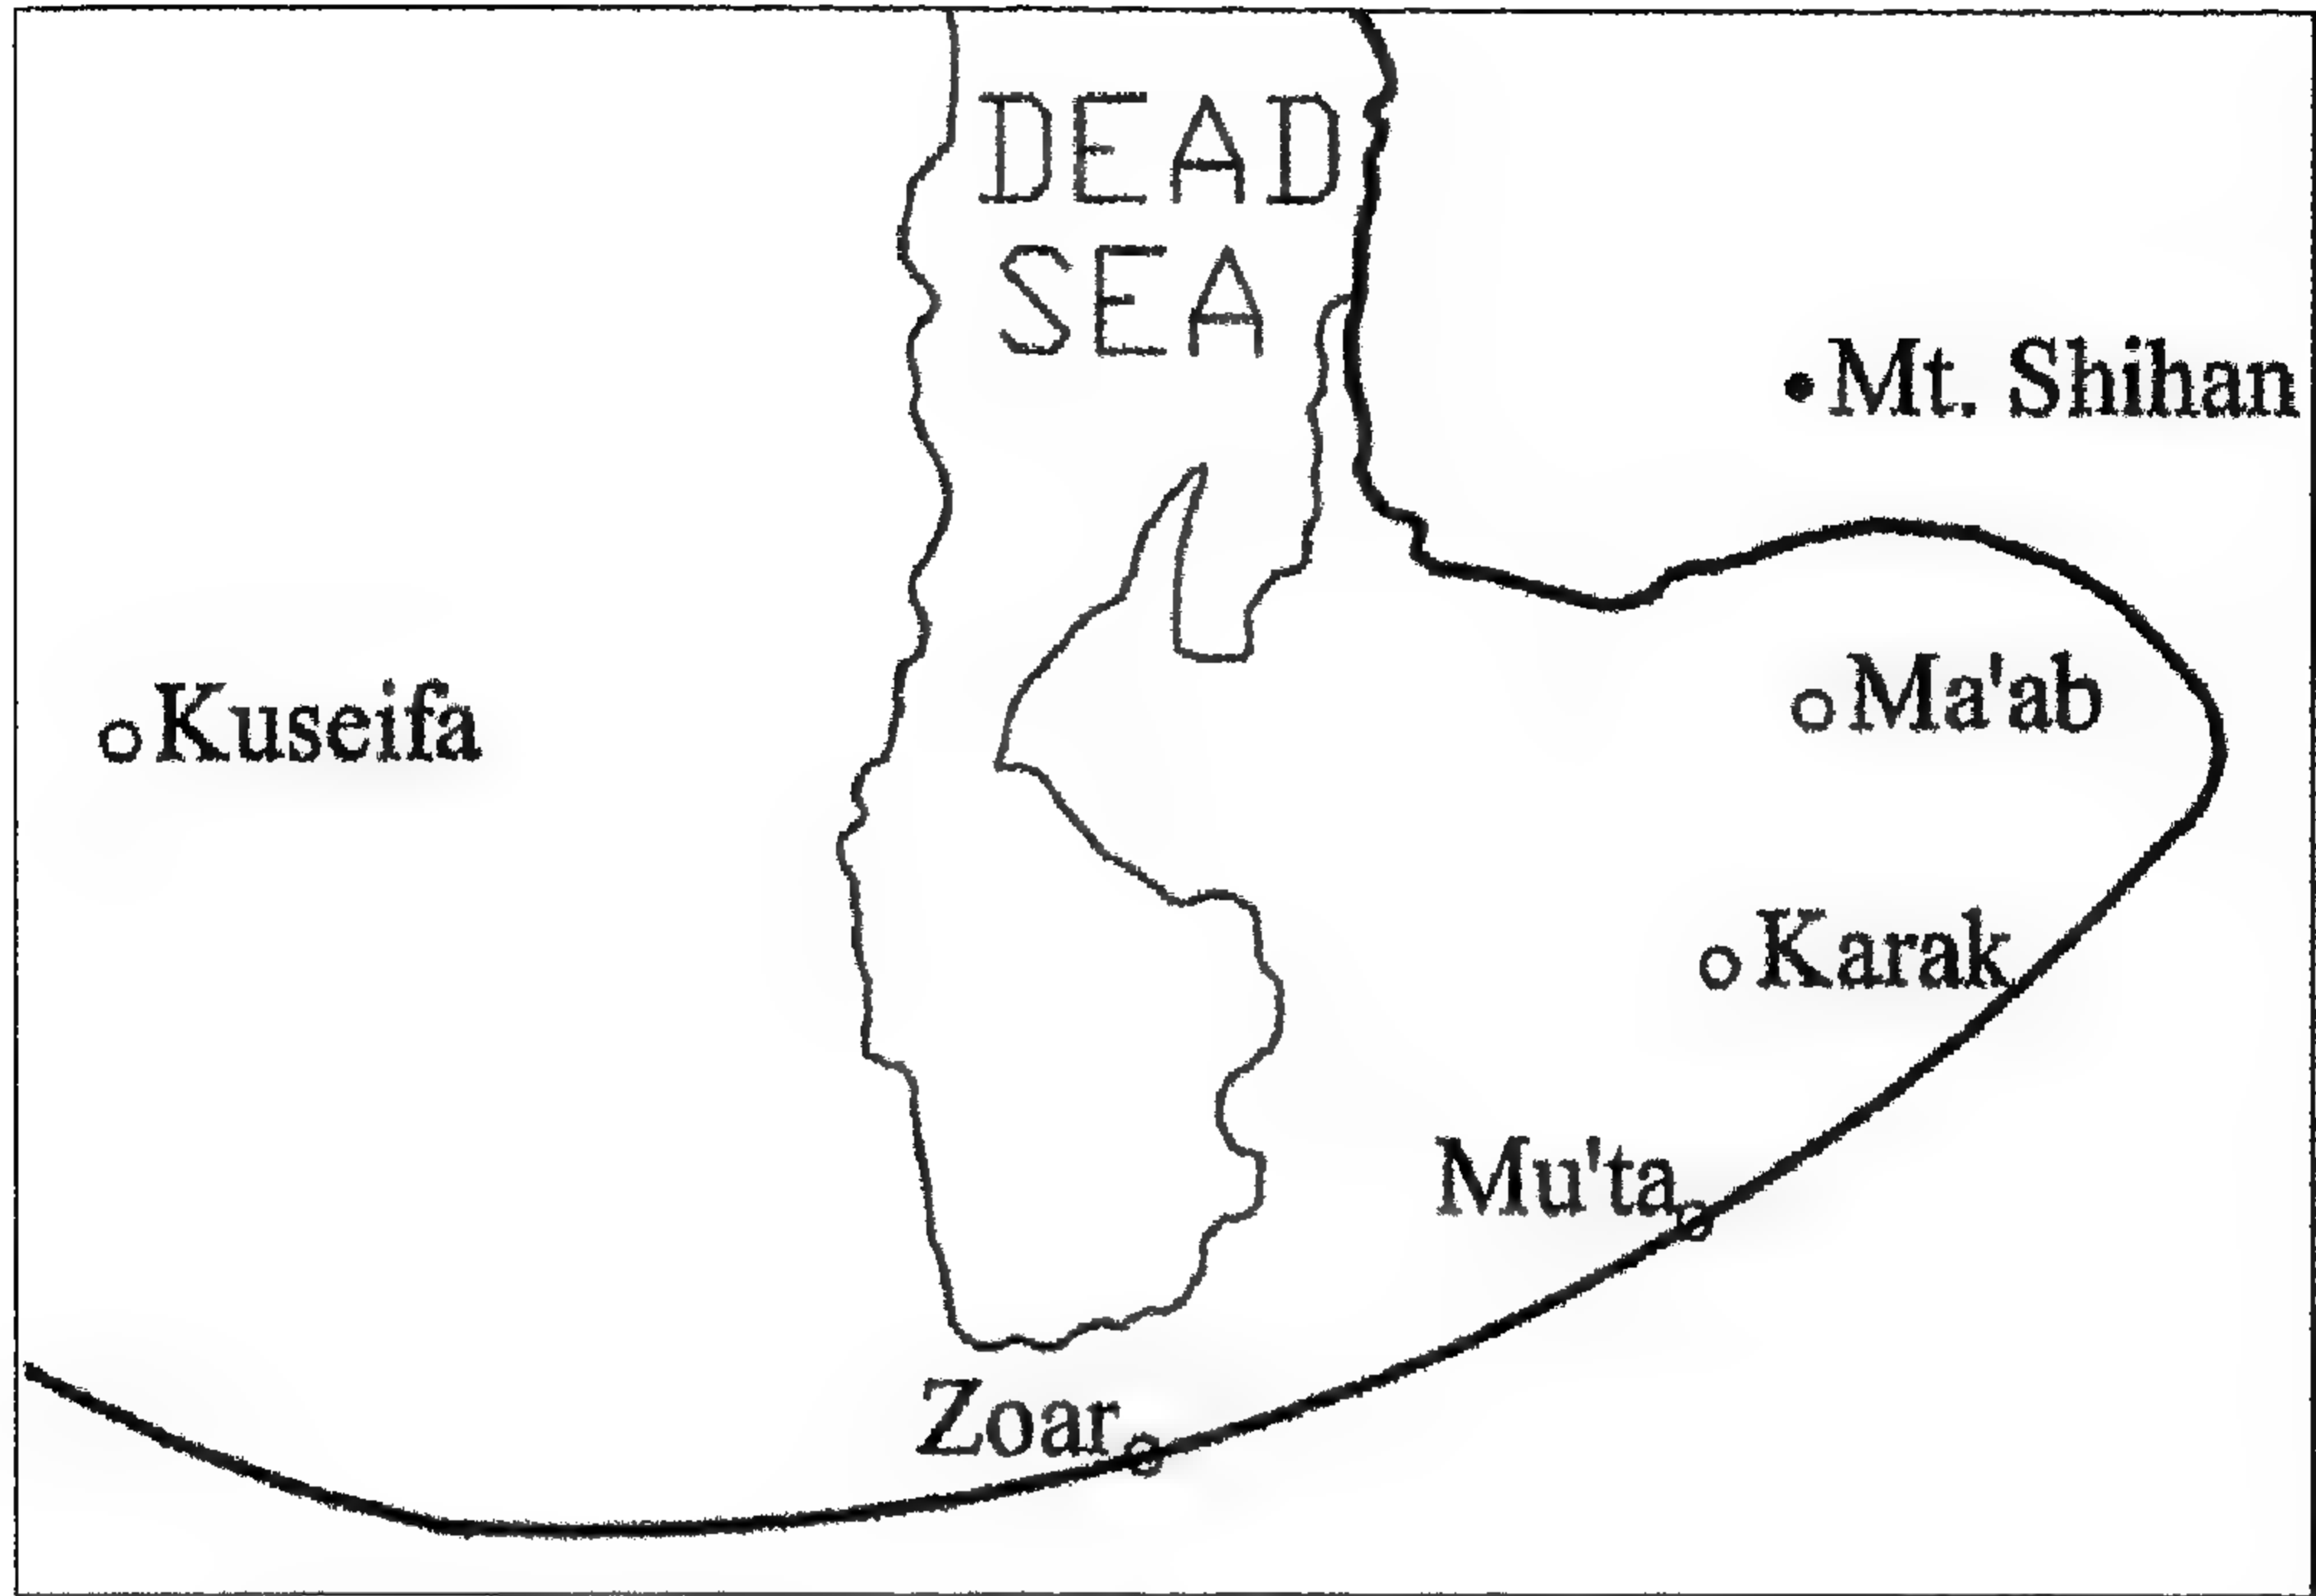 DEAD
SEA
Mt. Shihan
Ma'ab
Kuseifa
Karak
Mu'ta
Zoar